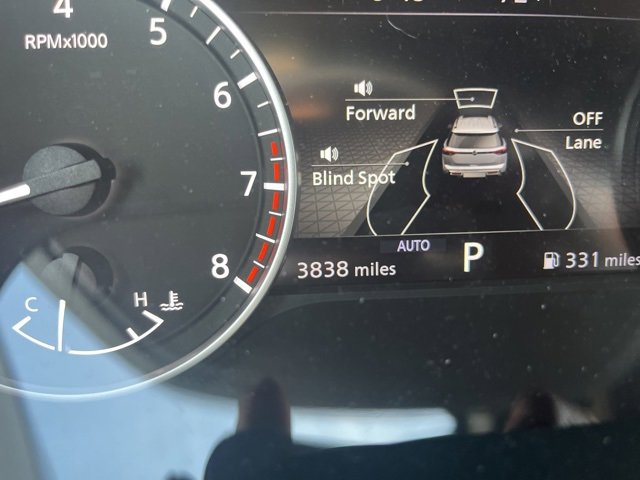 4
5
RPMx1000
6
7
8
C
H
Forward
OFF
Lane
Blind Spot
AUTO
3838 miles
P
331 miles